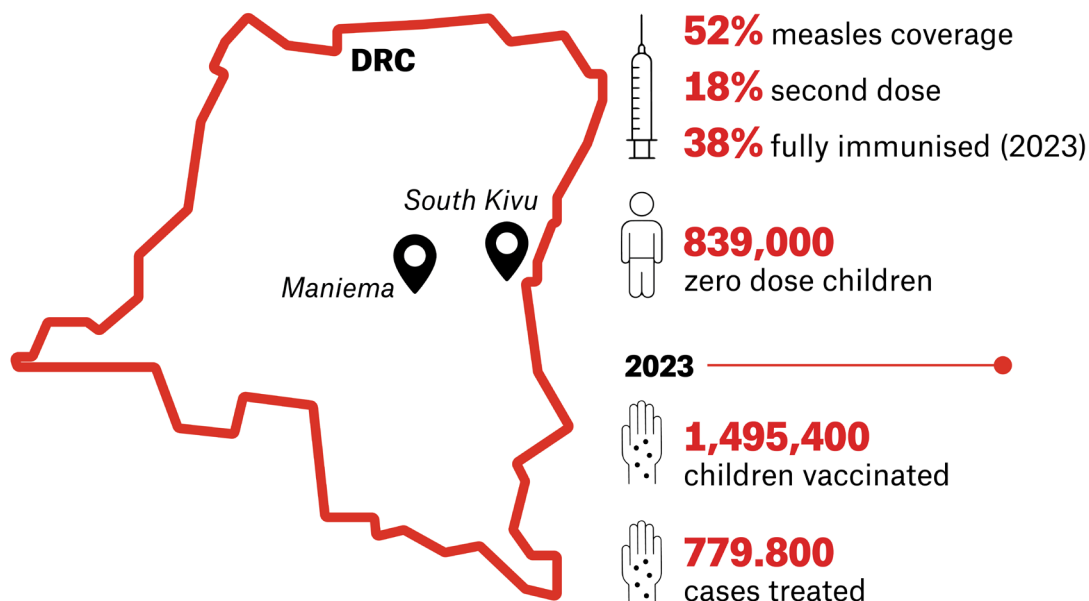 DRC
South Kivu
Maniema
52% measles coverage
18% second dose
38% fully immunised (2023)
839,000
zero dose children
2023
1,495,400
children vaccinated
779.800
cases treated